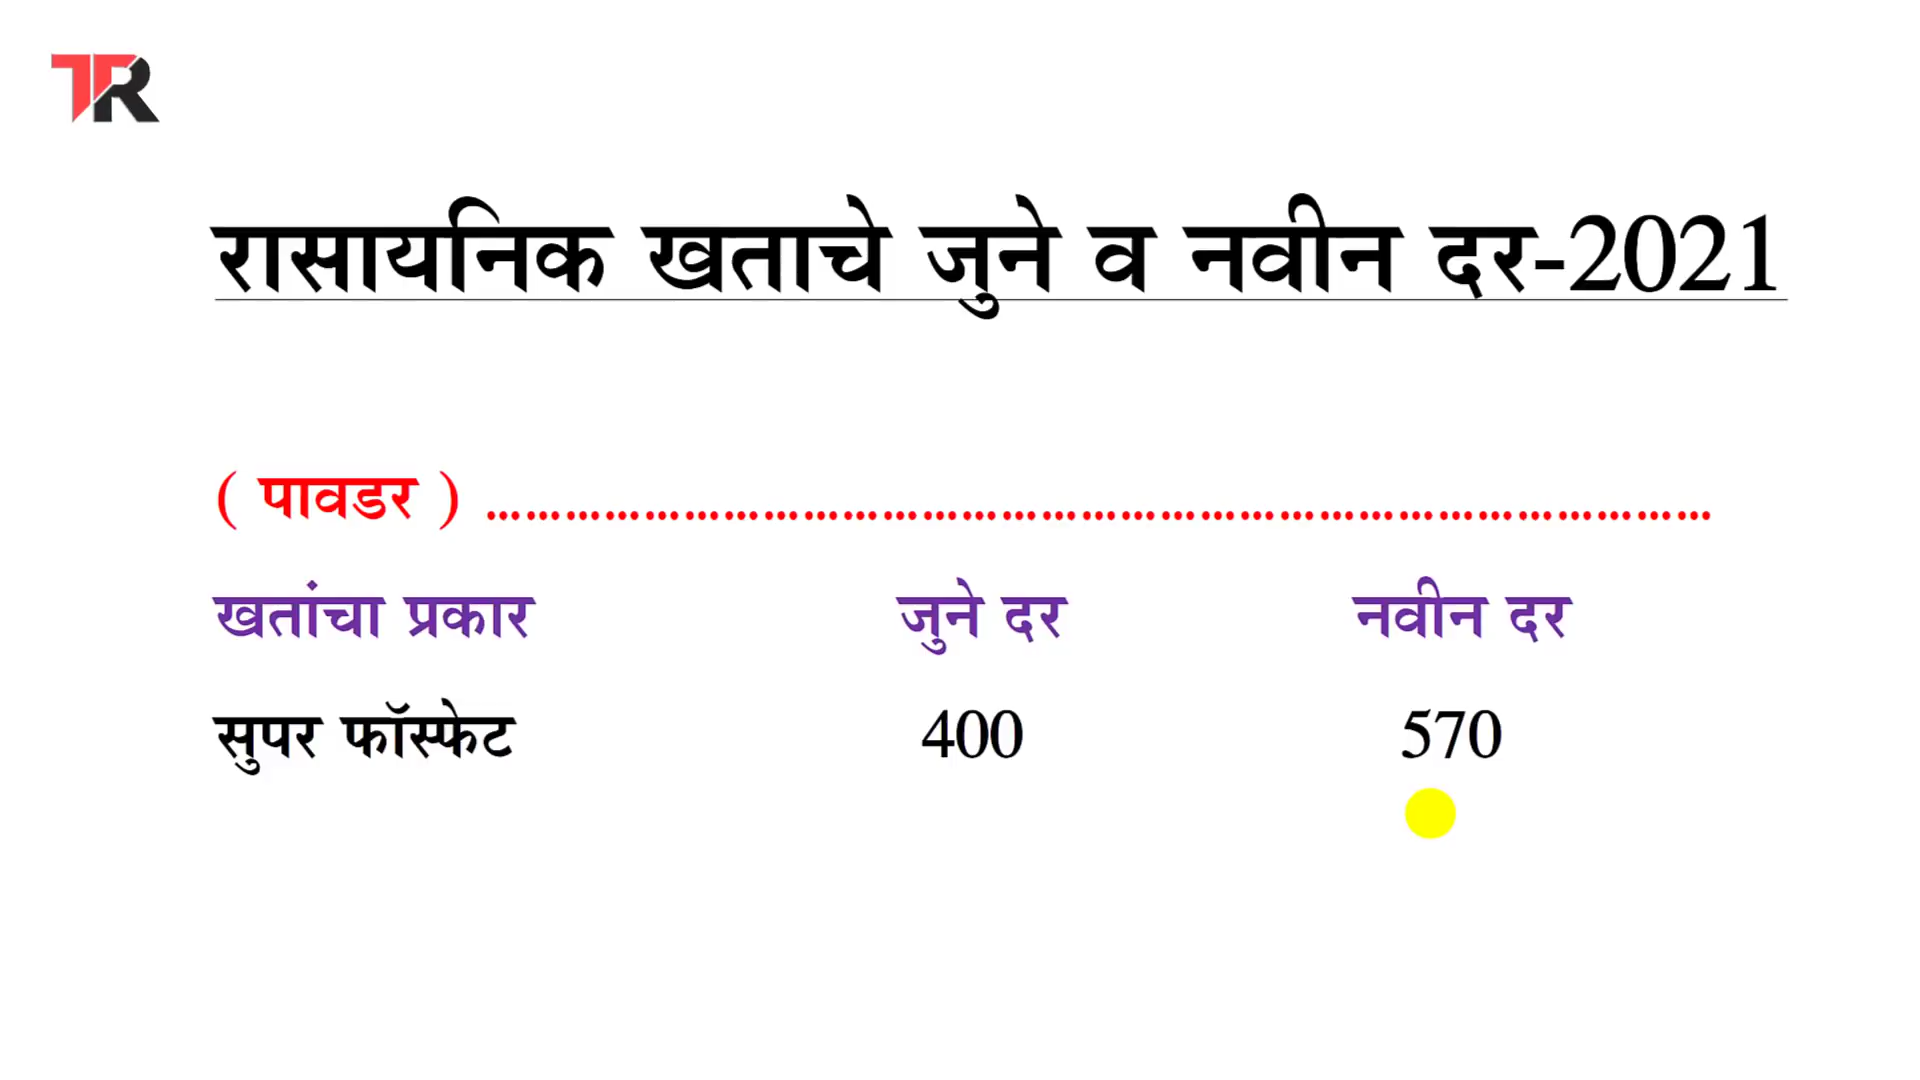 TR
रासायनिक खताचे जुने व नवीन दर-2021
( पावडर ) ……………………………………………………………………………
खतांचा प्रकार जुने दर नवीन दर
सुपर फॉस्फेट 400 570